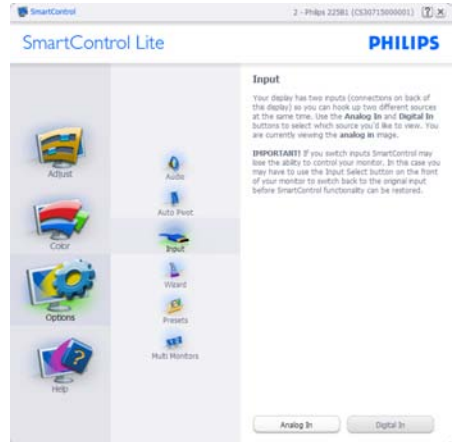 SmartControl
2 - Philips 225B1 (CS30715000001)
SmartControl Lite
PHILIPS
Adjust
Color
Options
Help
Audio
Auto Pivot
Input
Wizard
Presets
Multi Monitors
Input
Your display has two inputs (connections on back of
the display) so you can hook up two different sources
at the same time. Use the Analog In and Digital In
buttons to select which source you'd like to view. You
are currently viewing the analog in image.
IMPORTANT! If you switch inputs SmartControl may
lose the ability to control your monitor. In this case you
may have to use the Input Select button on the front
of your monitor to switch back to the original input
before SmartControl functionality can be restored.
Analog In
Digital In